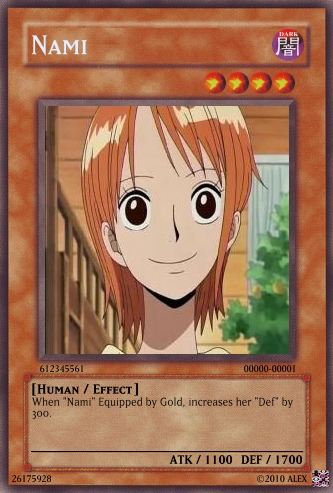 Nami
DARK
闇
612345561
00000-00001
[Human / Effect]
When "Nami" Equipped by Gold, increases her "Def" by
300.
ATK / 1100 DEF / 1700
26175928
©2010 ALEX